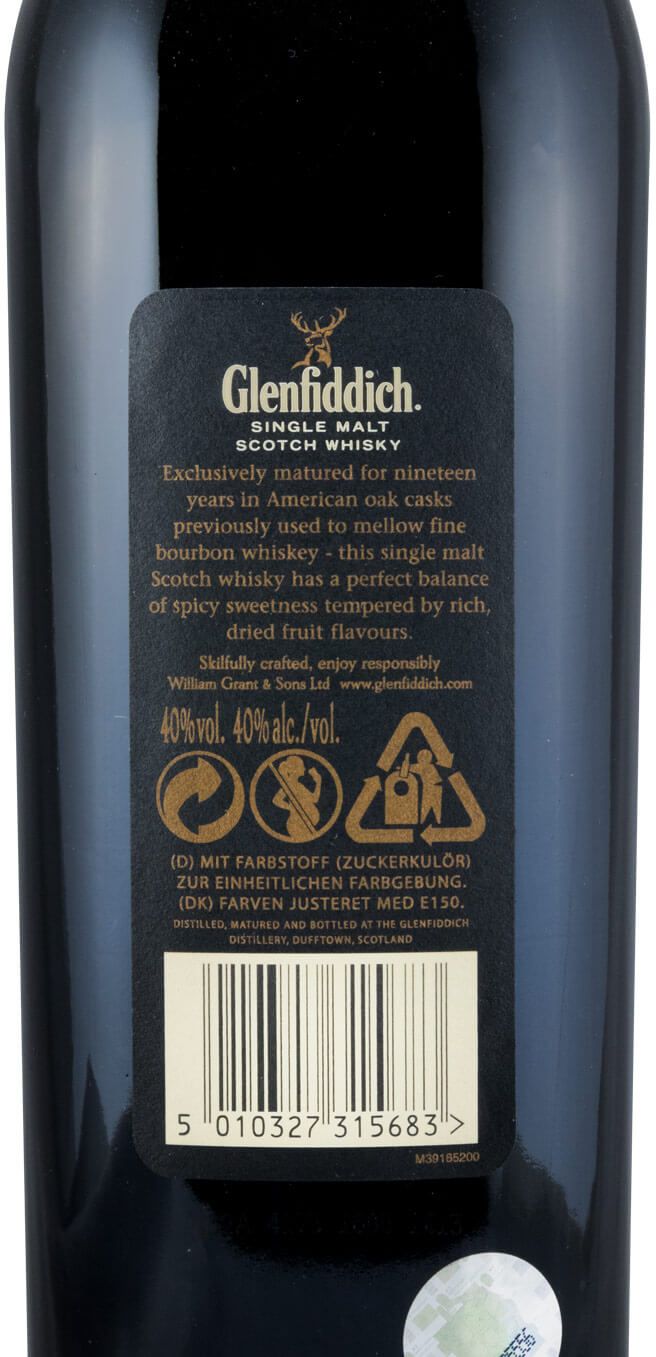 Glenfiddich.
SINGLE MALT
SCOTCH WHISKY
Exclusively matured for nineteen
years in American oak casks
previously used to mellow fine
bourbon whiskey - this single malt
Scotch whisky has a perfect balance
of spicy sweetness tempered by rich,
dried fruit flavours.
Skilfully crafted, enjoy responsibly
William Grant & Sons Ltd www.glenfiddich.com
40%vol. 40%alc./vol.
(D) MIT FARBSTOFF (ZUCKERKULÖR)
ZUR EINHEITLICHEN FARBGEBUNG.
(DK) FARVEN JUSTERET MED E150.
DISTILLED, MATURED AND BOTTLED AT THE GLENFIDDICH
DISTILLERY, DUFFTOWN, SCOTLAND
5 010327 315683 >
M39165200